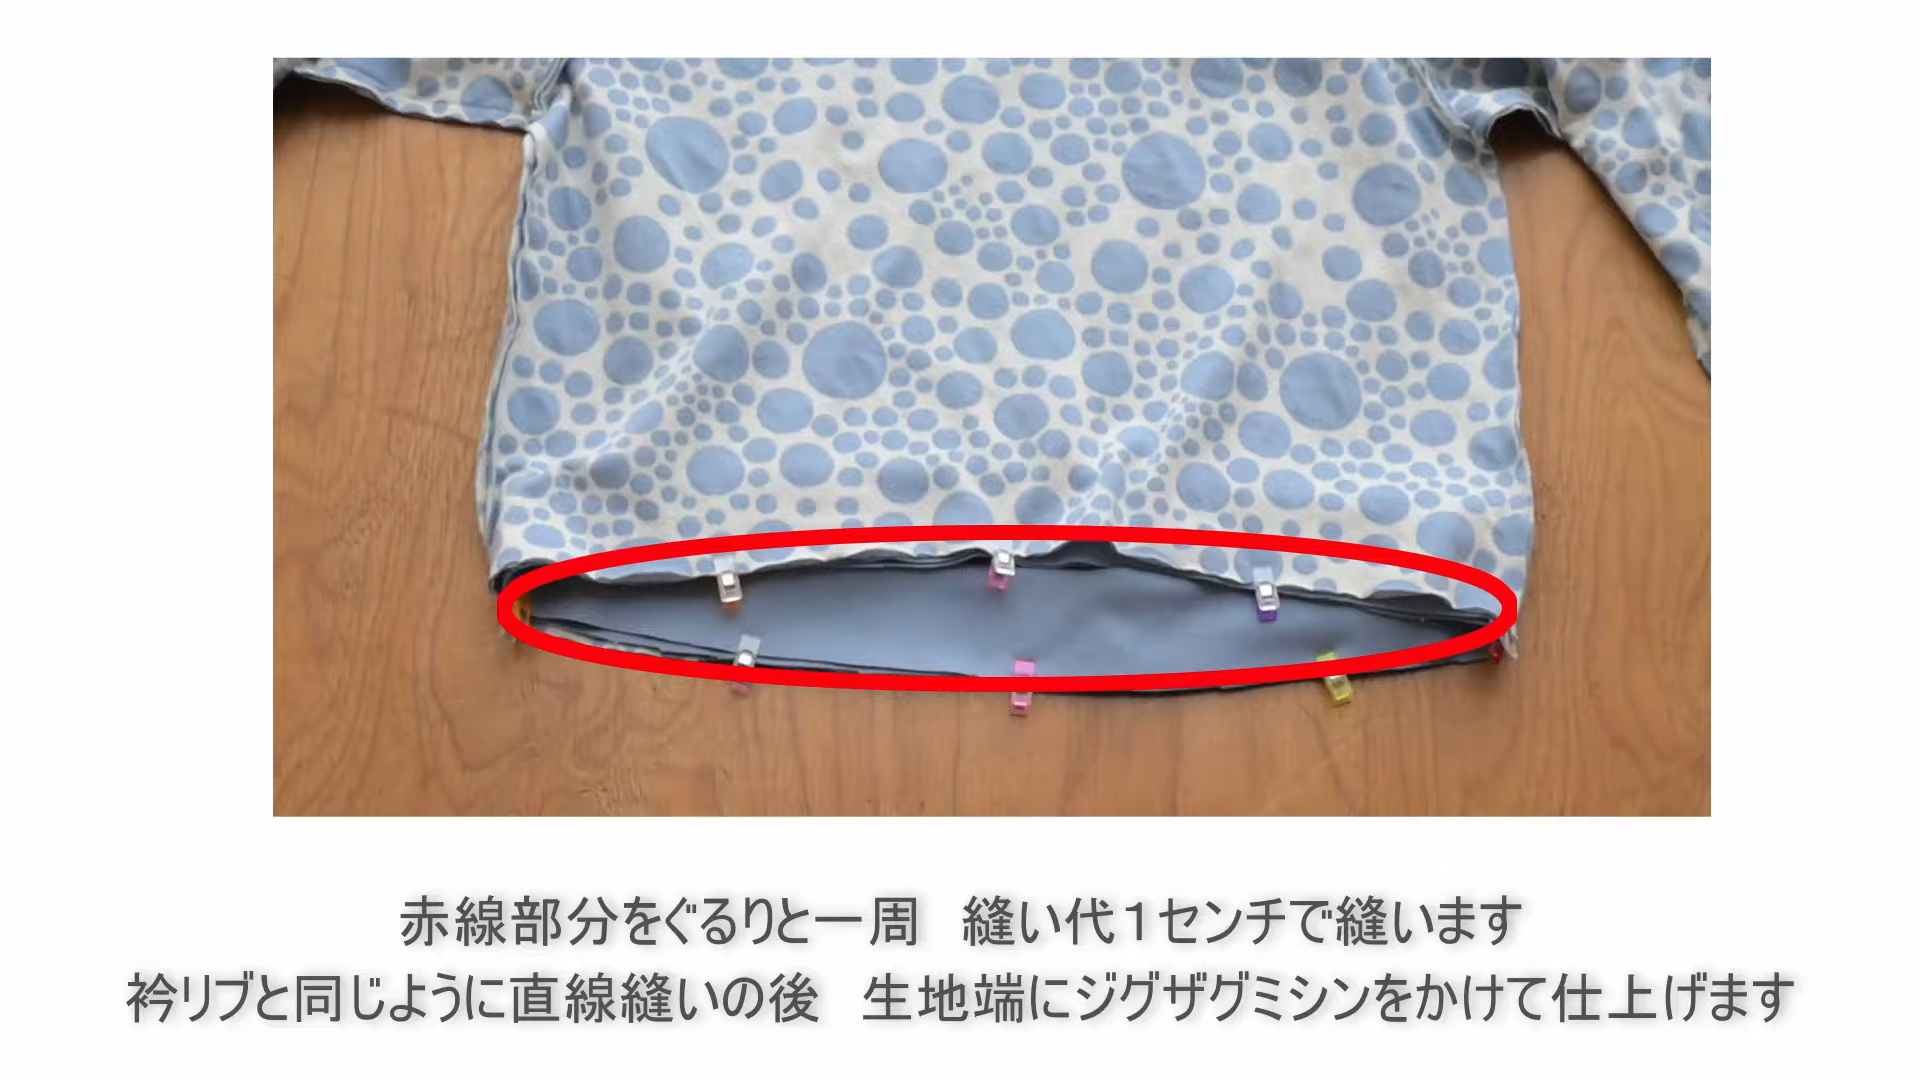 赤線部分をぐるりと一周　縫い代１センチで縫います
衿リブと同じように直線縫いの後　生地端にジグザグミシンをかけて仕上げます